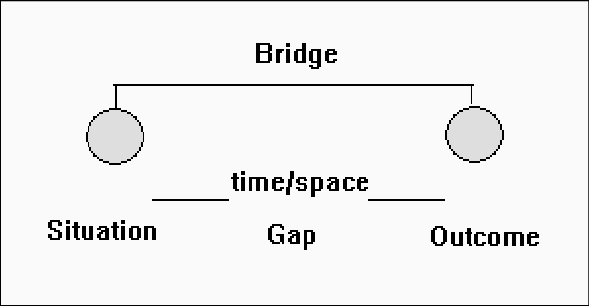 Bridge
time/space
Situation
Gap
Outcome